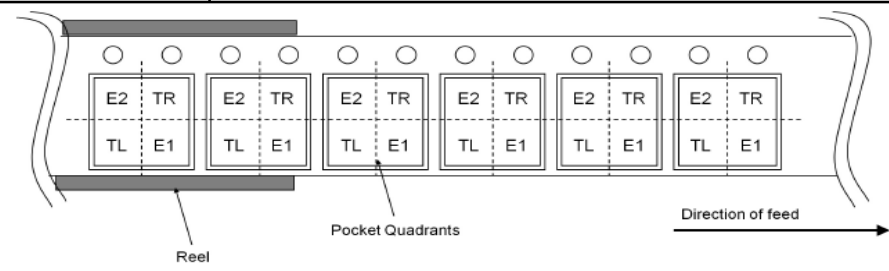 E2 TR E2 TR E2 TR E2 TR E2 TR E2 TR
TL E1 TL E1 TL E1 TL E1 TL E1 TL E1
Direction of feed
Pocket Quadrants
Reel